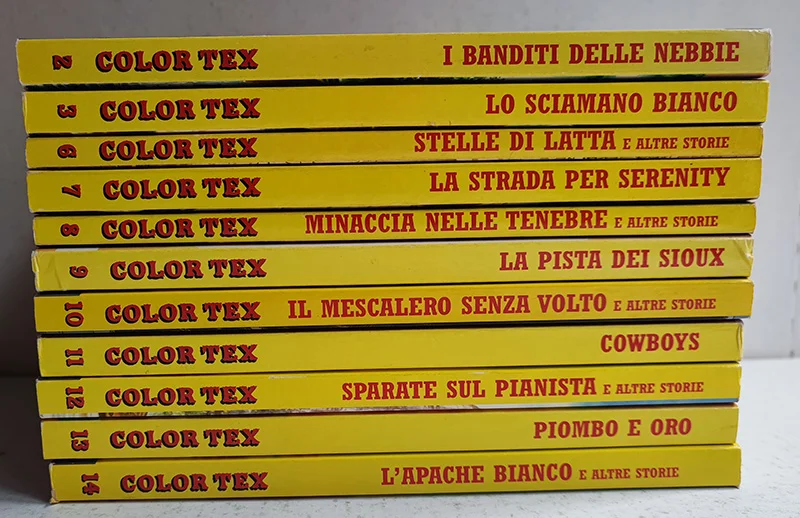 2 COLOR TEX I BANDITI DELLE NEBBIE
3 COLOR TEX LO SCIAMANO BIANCO
6 COLOR TEX STELLE DI LATTA E ALTRE STORIE
7 COLOR TEX LA STRADA PER SERENITY
8 COLOR TEX MINACCIA NELLE TENEBRE E ALTRE STORIE
9 COLOR TEX LA PISTA DEI SIOUX
10 COLOR TEX IL MESCALERO SENZA VOLTO E ALTRE STORIE
11 COLOR TEX COWBOYS
12 COLOR TEX SPARATE SUL PIANISTA E ALTRE STORIE
13 COLOR TEX PIOMBO E ORO
14 COLOR TEX L'APACHE BIANCO E ALTRE STORIE